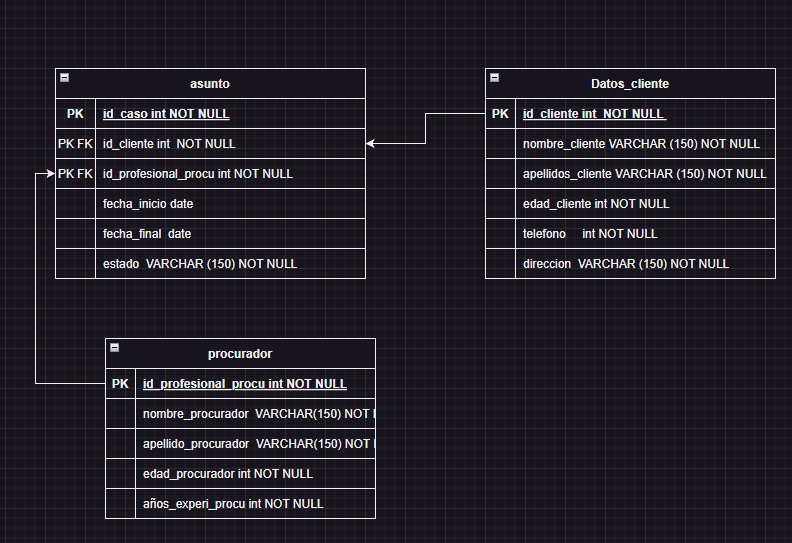 asunto
PK id_caso int NOT NULL
PK FK id_cliente int  NOT NULL
PK FK id_profesional_procu int NOT NULL
fecha_inicio date
fecha_final  date
estado  VARCHAR (150) NOT NULL
Datos_cliente
PK id_cliente int  NOT NULL
nombre_cliente VARCHAR (150) NOT NULL
apellidos_cliente VARCHAR (150) NOT NULL
edad_cliente int NOT NULL
telefono     int NOT NULL
direccion  VARCHAR (150) NOT NULL
procurador
PK id_profesional_procu int NOT NULL
nombre_procurador  VARCHAR(150) NOT
apellido_procurador  VARCHAR(150) NOT
edad_procurador int NOT NULL
años_experi_procu int NOT NULL